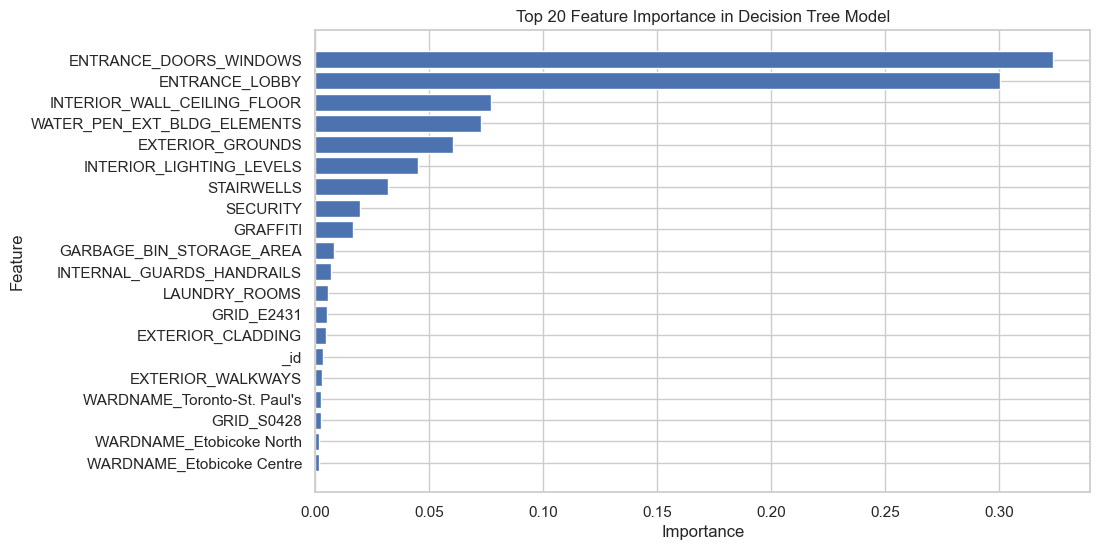 Top 20 Feature Importance in Decision Tree Model
Feature
ENTRANCE_DOORS_WINDOWS
ENTRANCE_LOBBY
INTERIOR_WALL_CEILING_FLOOR
WATER_PEN_EXT_BLDG_ELEMENTS
EXTERIOR_GROUNDS
INTERIOR_LIGHTING_LEVELS
STAIRWELLS
SECURITY
GRAFFITI
GARBAGE_BIN_STORAGE_AREA
INTERNAL_GUARDS_HANDRAILS
LAUNDRY_ROOMS
GRID_E2431
EXTERIOR_CLADDING
_id
EXTERIOR_WALKWAYS
WARDNAME_Toronto-St. Paul's
GRID_S0428
WARDNAME_Etobicoke North
WARDNAME_Etobicoke Centre
0.00 0.05 0.10 0.15 0.20 0.25 0.30
Importance